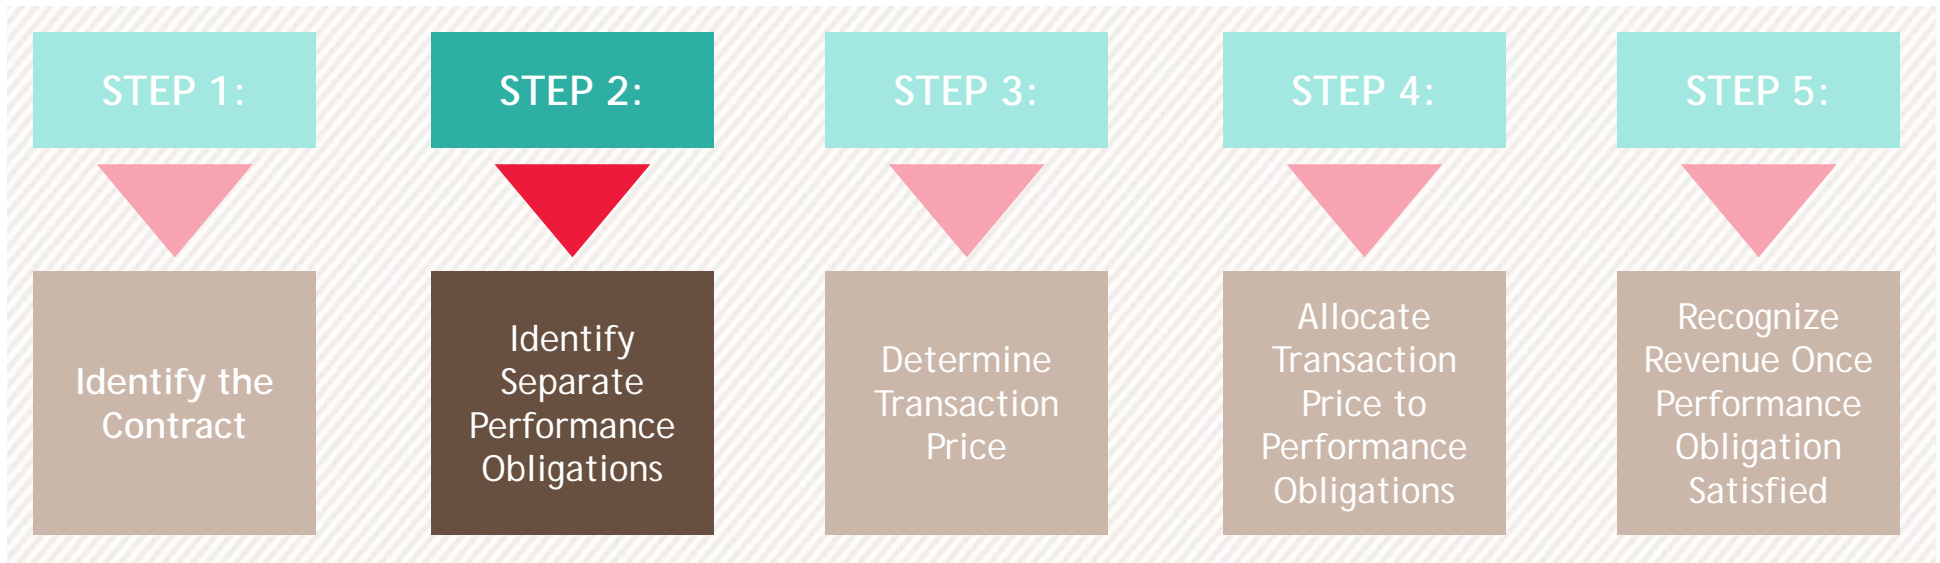 STEP 1:
STEP 2:
STEP 3:
STEP 4:
STEP 5:
Identify the
Contract
Identify
Separate
Performance
Obligations
Determine
Transaction
Price
Allocate
Transaction
Price to
Performance
Obligations
Recognize
Revenue Once
Performance
Obligation
Satisfied